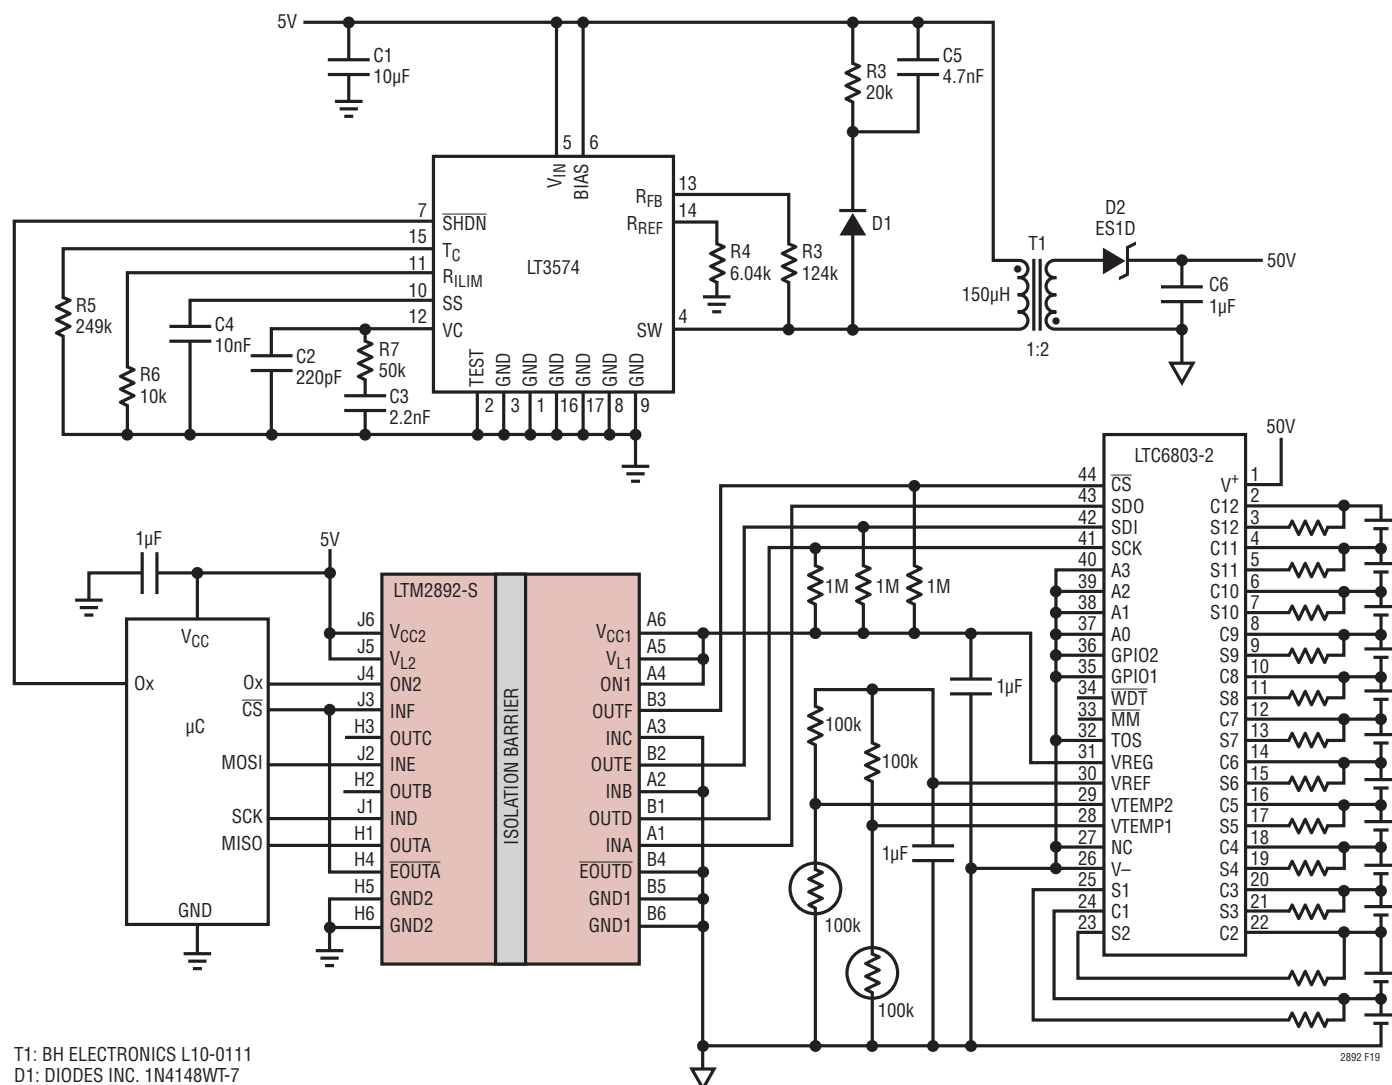 5V
C1
10µF
R3
20k
C5
4.7nF
5
6
VIN
BIAS
7
SHDN
15
TC
11
RILIM
10
SS
12
VC
LT3574
RFB
13
RREF
14
SW
4
R4
6.04k
R3
124k
D1
T1
150µH
1:2
D2
ES1D
50V
C6
1µF
R5
249k
R6
10k
C4
10nF
C2
220pF
R7
50k
C3
2.2nF
TEST
GND
GND
GND
GND
GND
GND
2
3
1
16
17
8
9
1µF
5V
VCC
Ox
µC
Ox
CS
MOSI
SCK
MISO
GND
LTM2892-S
ISOLATION BARRIER
J6
VCC2
J5
VL2
J4
ON2
J3
INF
H3
OUTC
J2
INE
H2
OUTB
J1
IND
H1
OUTA
H4
EOUTA
H5
GND2
H6
GND2
VCC1
A6
VL1
A5
ON1
A4
OUTF
B3
INC
A3
OUTE
B2
INB
A2
OUTD
B1
INA
A1
EOUTD
B4
GND1
B5
GND1
B6
1M
1M
1M
1µF
100k
100k
1µF
100k
100k
LTC6803-2
50V
44
CS
43
SDO
42
SDI
41
SCK
40
A3
39
A2
38
A1
37
A0
36
GPIO2
35
GPIO1
34
WDT
33
MM
32
TOS
31
VREG
30
VREF
29
VTEMP2
28
VTEMP1
27
NC
26
V–
25
S1
24
C1
23
S2
V+
1
C12
2
S12
3
C11
4
S11
5
C10
6
S10
7
C9
8
S9
9
C8
10
S8
11
C7
12
S7
13
C6
14
S6
15
C5
16
S5
17
C4
18
S4
19
C3
20
S3
21
C2
22
T1: BH ELECTRONICS L10-0111
D1: DIODES INC. 1N4148WT-7
2892 F19